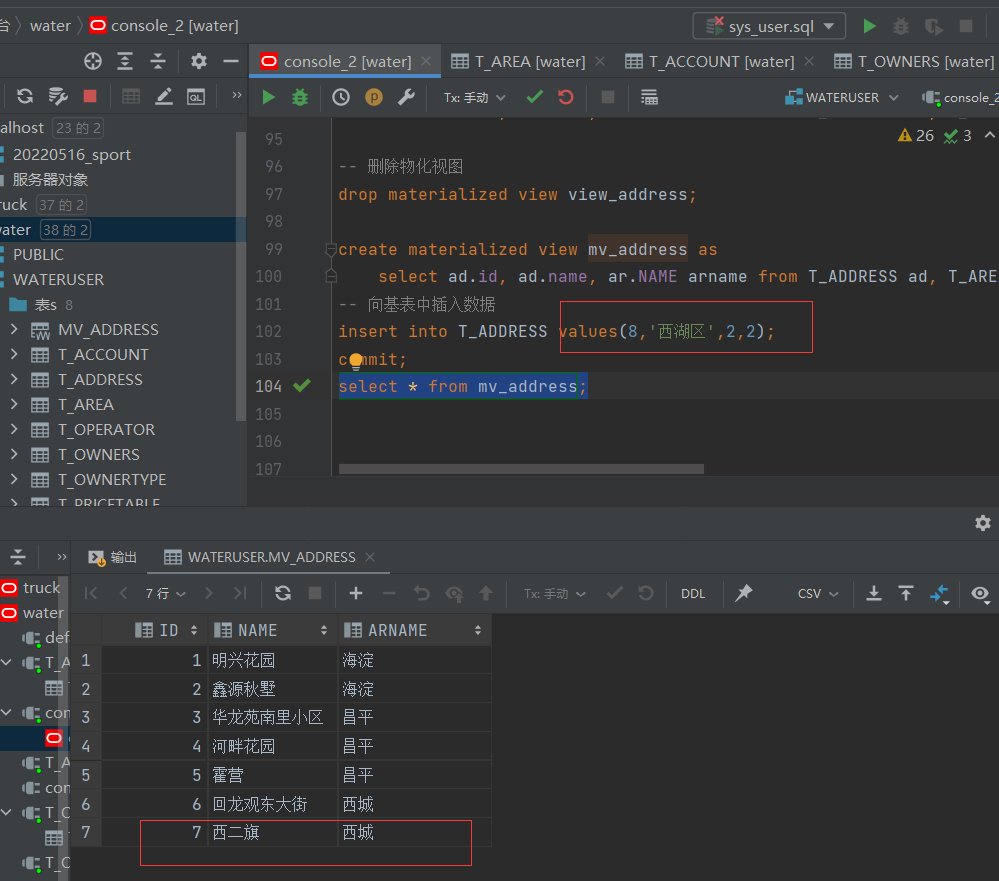 台 water console_2 [water] sys_user.sql
console_2 [water] T_AREA [water] T_ACCOUNT [water] T_OWNERS [water]
QL Tx: 手动 WATERUSER console_2
alhost 23 的 2
20220516_sport
服务器对象
ruck 37 的 2
water 38 的 2
PUBLIC
WATERUSER
表s 8
MV_ADDRESS
T_ACCOUNT
T_ADDRESS
T_AREA
T_OPERATOR
T_OWNERS
T_OWNERTYPE
T_PRICETABLE
26 3
95
96 -- 删除物化视图
97 drop materialized view view_address;
98
99 create materialized view mv_address as
100 select ad.id, ad.name, ar.NAME arname from T_ADDRESS ad, T_ARE
101 -- 向基表中插入数据
102 insert into T_ADDRESS values(8,'西湖区',2,2);
103 commit;
104 select * from mv_address;
105
106
107
输出 WATERUSER.MV_ADDRESS
7 行 Tx: 手动 DDL CSV
truck
water
def
T_A
con
T_A
con
T_O
T_O
ID NAME ARNAME
1 1 明兴花园 海淀
2 2 鑫源秋墅 海淀
3 3 华龙苑南里小区 昌平
4 4 河畔花园 昌平
5 5 霍营 昌平
6 6 回龙观东大街 西城
7 7 西二旗 西城